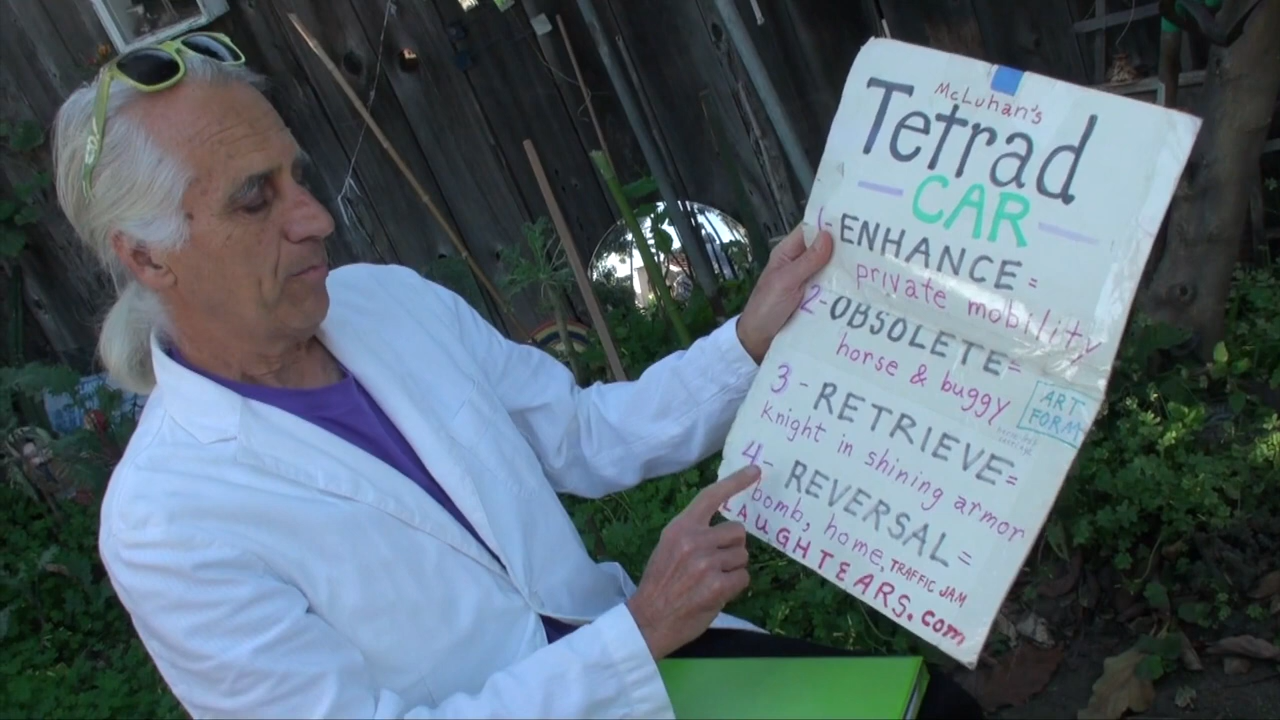 McLuhan's
Tetrad
- CAR -
1-ENHANCE=
private mobility
2-OBSOLETE=
horse & buggy
ART
FORM
3 - RETRIEVE=
knight in shining armor
4- REVERSAL=
bomb, home, TRAFFIC JAM
LAUGHTEARS.com